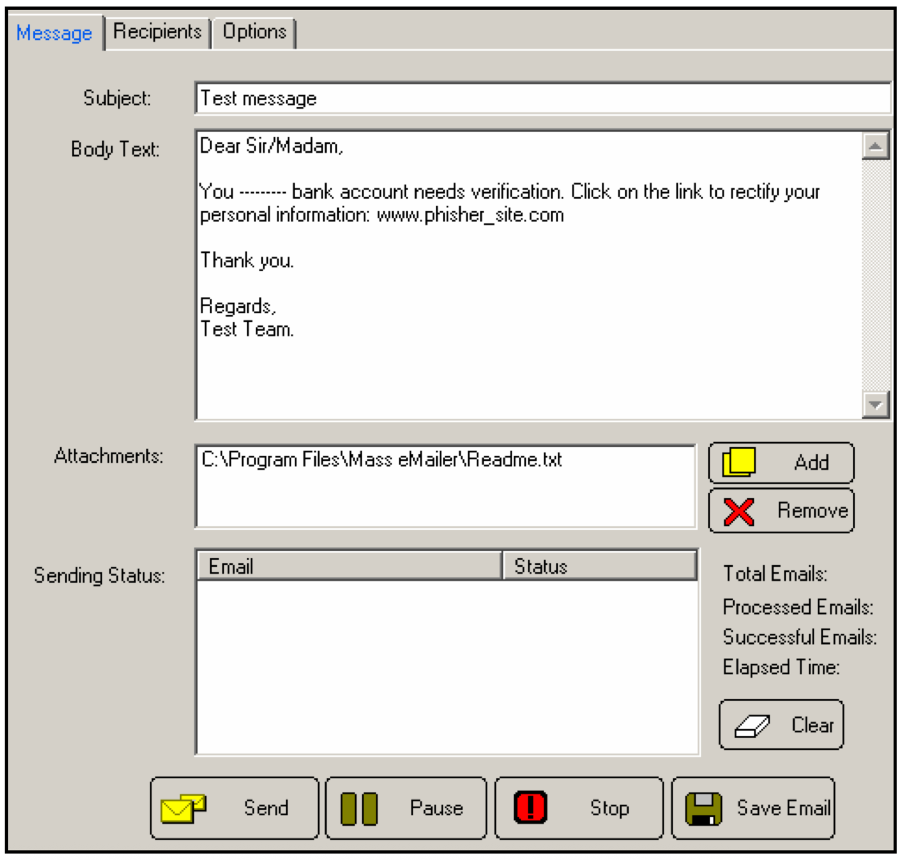 Message Recipients Options
Subject: Test message
Body Text: Dear Sir/Madam,
You --------- bank account needs verification. Click on the link to rectify your
personal information: www.phisher_site.com
Thank you.
Regards,
Test Team.
Attachments: C:\Program Files\Mass eMailer\Readme.txt
Add
Remove
Sending Status: Email Status
Total Emails:
Processed Emails:
Successful Emails:
Elapsed Time:
Clear
Send Pause Stop Save Email